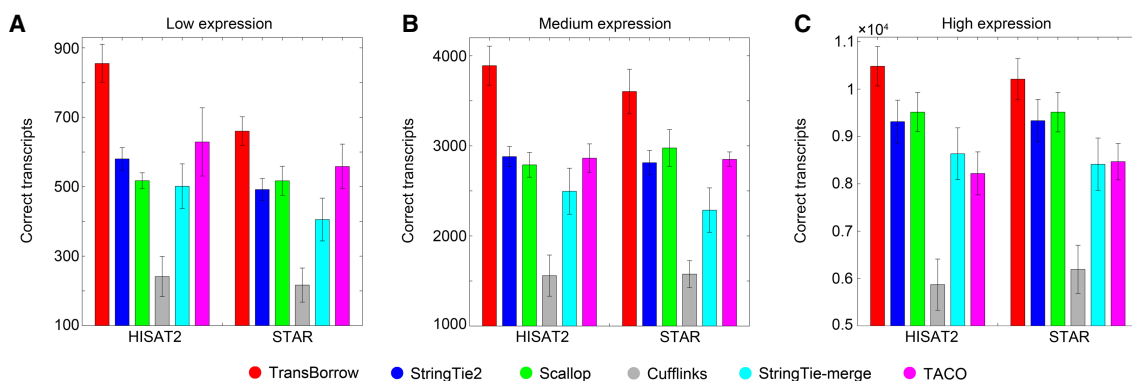 A
Low expression
Correct transcripts
900
700
500
300
100
HISAT2
STAR
B
Medium expression
Correct transcripts
4000
3000
2000
1000
HISAT2
STAR
C
High expression
×10⁴
Correct transcripts
1.1
1
0.9
0.8
0.7
0.6
0.5
HISAT2
STAR
TransBorrow
StringTie2
Scallop
Cufflinks
StringTie-merge
TACO